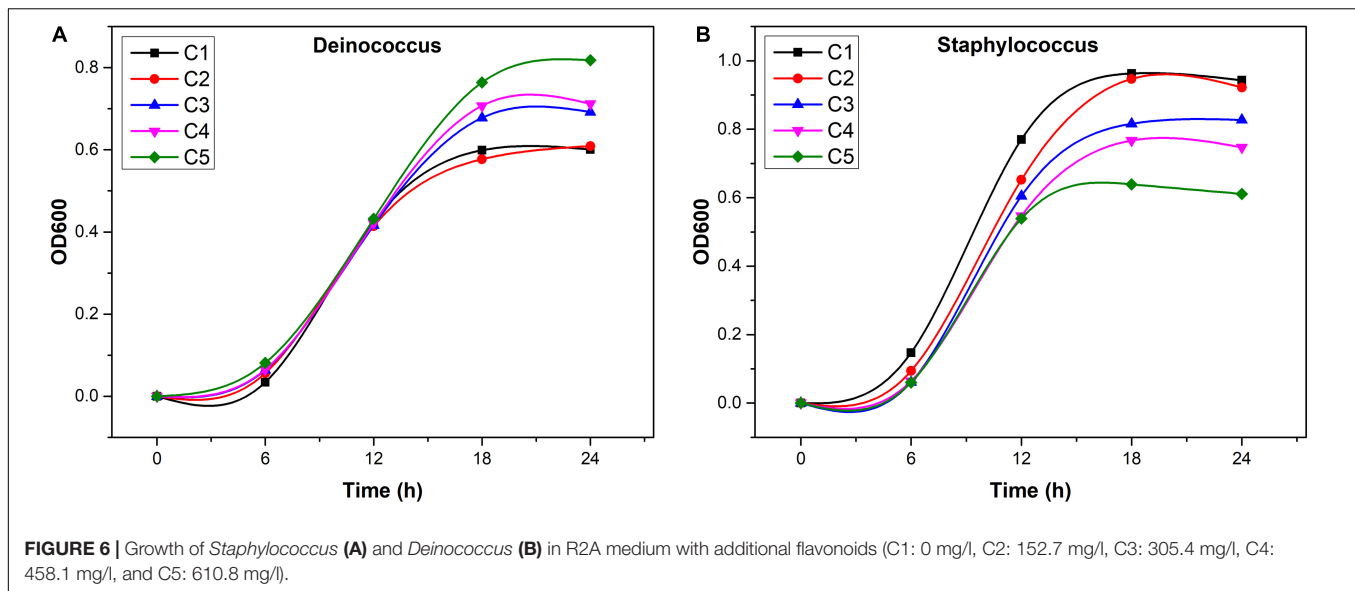 A
Deinococcus
C1
C2
C3
C4
C5
0.8
0.6
0.4
0.2
0.0
OD600
0 6 12 18 24
Time (h)
B
Staphylococcus
C1
C2
C3
C4
C5
1.0
0.8
0.6
0.4
0.2
0.0
OD600
0 6 12 18 24
Time (h)
FIGURE 6 | Growth of Staphylococcus (A) and Deinococcus (B) in R2A medium with additional flavonoids (C1: 0 mg/l, C2: 152.7 mg/l, C3: 305.4 mg/l, C4:
458.1 mg/l, and C5: 610.8 mg/l).